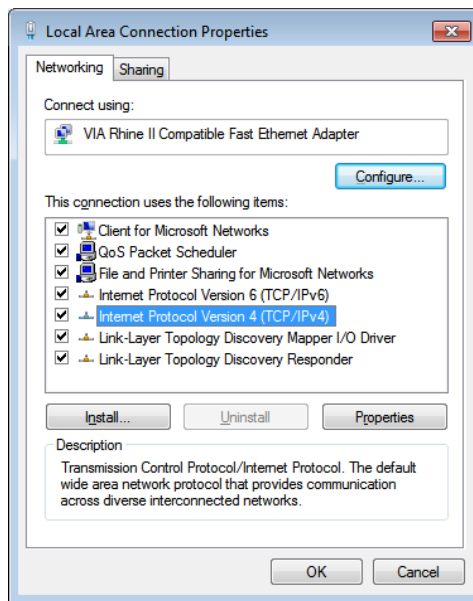 Local Area Connection Properties
Networking
Sharing
Connect using:
VIA Rhine II Compatible Fast Ethernet Adapter
Configure...
This connection uses the following items:
Client for Microsoft Networks
QoS Packet Scheduler
File and Printer Sharing for Microsoft Networks
Internet Protocol Version 6 (TCP/IPv6)
Internet Protocol Version 4 (TCP/IPv4)
Link-Layer Topology Discovery Mapper I/O Driver
Link-Layer Topology Discovery Responder
Install...
Uninstall
Properties
Description
Transmission Control Protocol/Internet Protocol. The default
wide area network protocol that provides communication
across diverse interconnected networks.
OK
Cancel